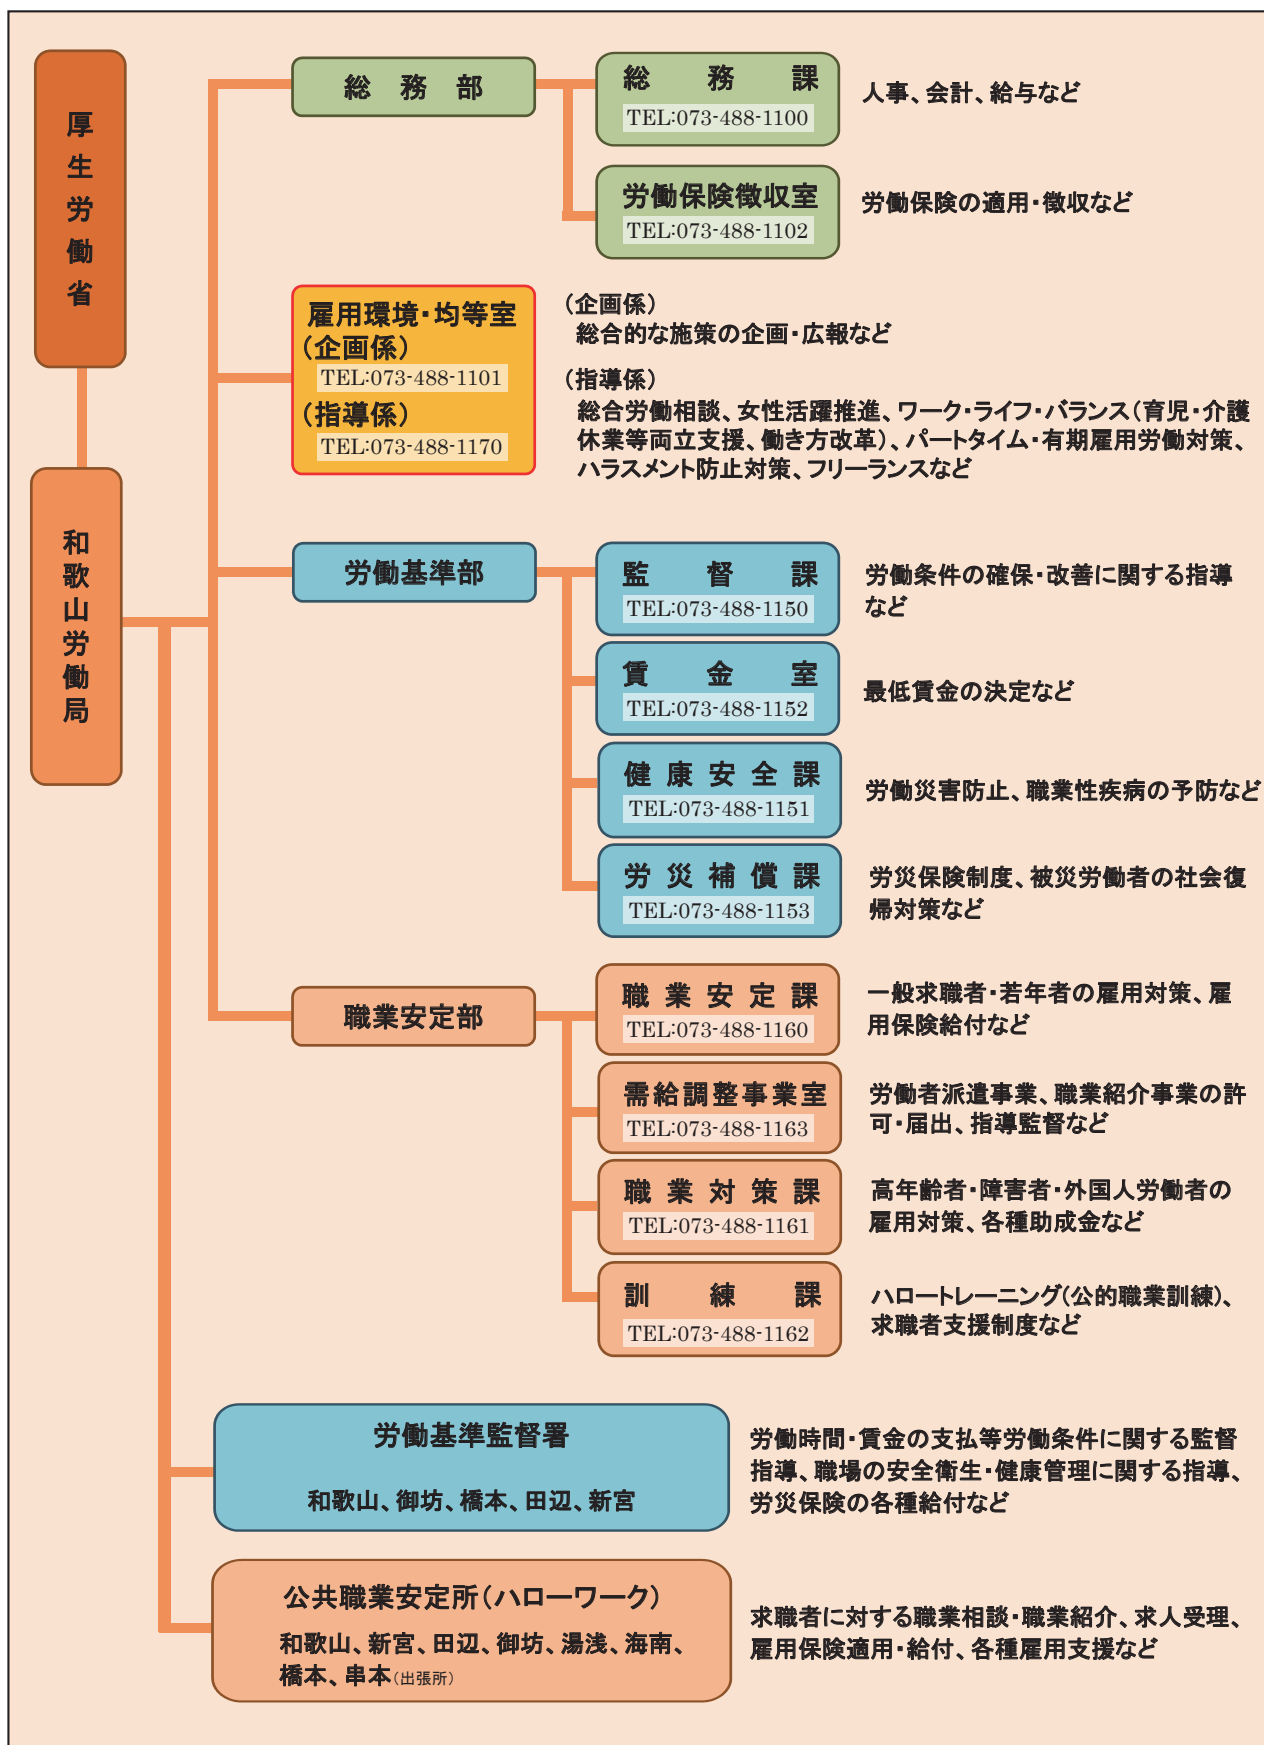 厚生労働省
和歌山労働局
総務部
総務課
TEL:073-488-1100
人事、会計、給与など
労働保険徴収室
TEL:073-488-1102
労働保険の適用・徴収など
雇用環境・均等室
(企画係)
TEL:073-488-1101
(指導係)
TEL:073-488-1170
(企画係)
総合的な施策の企画・広報など
(指導係)
総合労働相談、女性活躍推進、ワーク・ライフ・バランス(育児・介護
休業等両立支援、働き方改革)、パートタイム・有期雇用労働対策、
ハラスメント防止対策、フリーランスなど
労働基準部
監督課
TEL:073-488-1150
労働条件の確保・改善に関する指導
など
賃金室
TEL:073-488-1152
最低賃金の決定など
健康安全課
TEL:073-488-1151
労働災害防止、職業性疾病の予防など
労災補償課
TEL:073-488-1153
労災保険制度、被災労働者の社会復
帰対策など
職業安定部
職業安定課
TEL:073-488-1160
一般求職者・若年者の雇用対策、雇
用保険給付など
需給調整事業室
TEL:073-488-1163
労働者派遣事業、職業紹介事業の許
可・届出、指導監督など
職業対策課
TEL:073-488-1161
高年齢者・障害者・外国人労働者の
雇用対策、各種助成金など
訓練課
TEL:073-488-1162
ハロートレーニング(公的職業訓練)、
求職者支援制度など
労働基準監督署
和歌山、御坊、橋本、田辺、新宮
労働時間・賃金の支払等労働条件に関する監督
指導、職場の安全衛生・健康管理に関する指導、
労災保険の各種給付など
公共職業安定所(ハローワーク)
和歌山、新宮、田辺、御坊、湯浅、海南、
橋本、串本(出張所)
求職者に対する職業相談・職業紹介、求人受理、
雇用保険適用・給付、各種雇用支援など